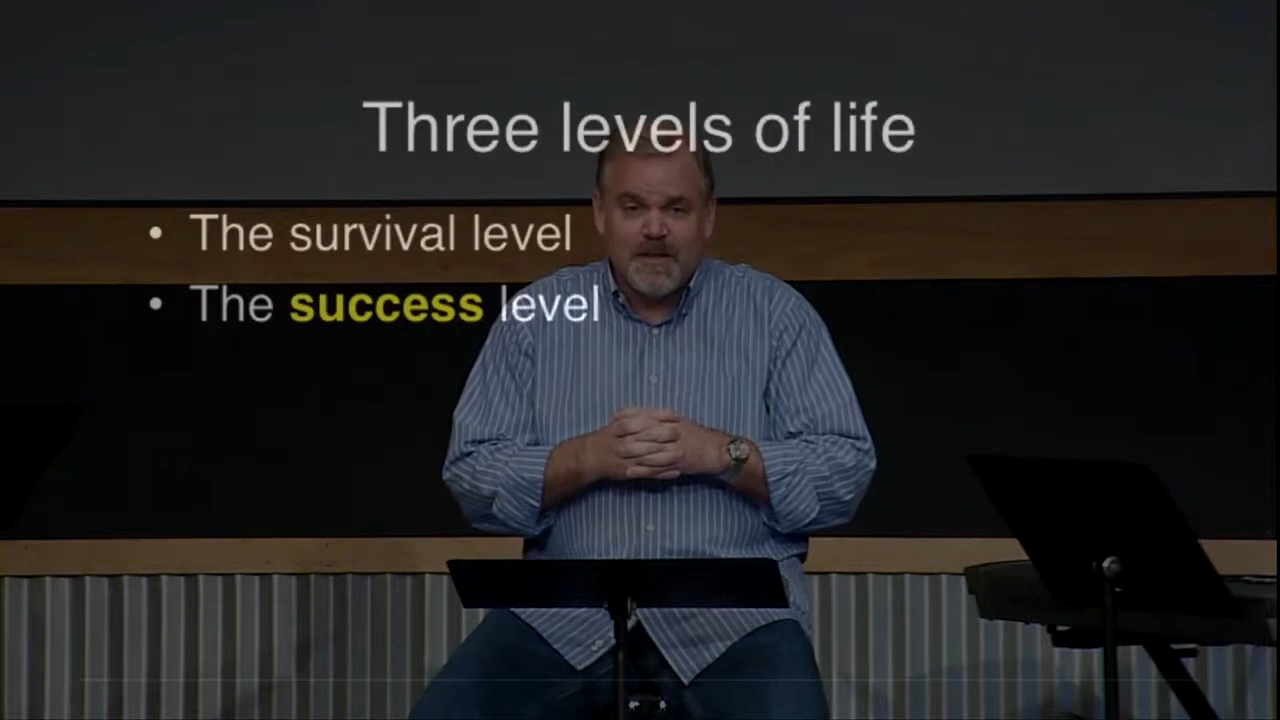 Three levels of life
• The survival level
• The success level